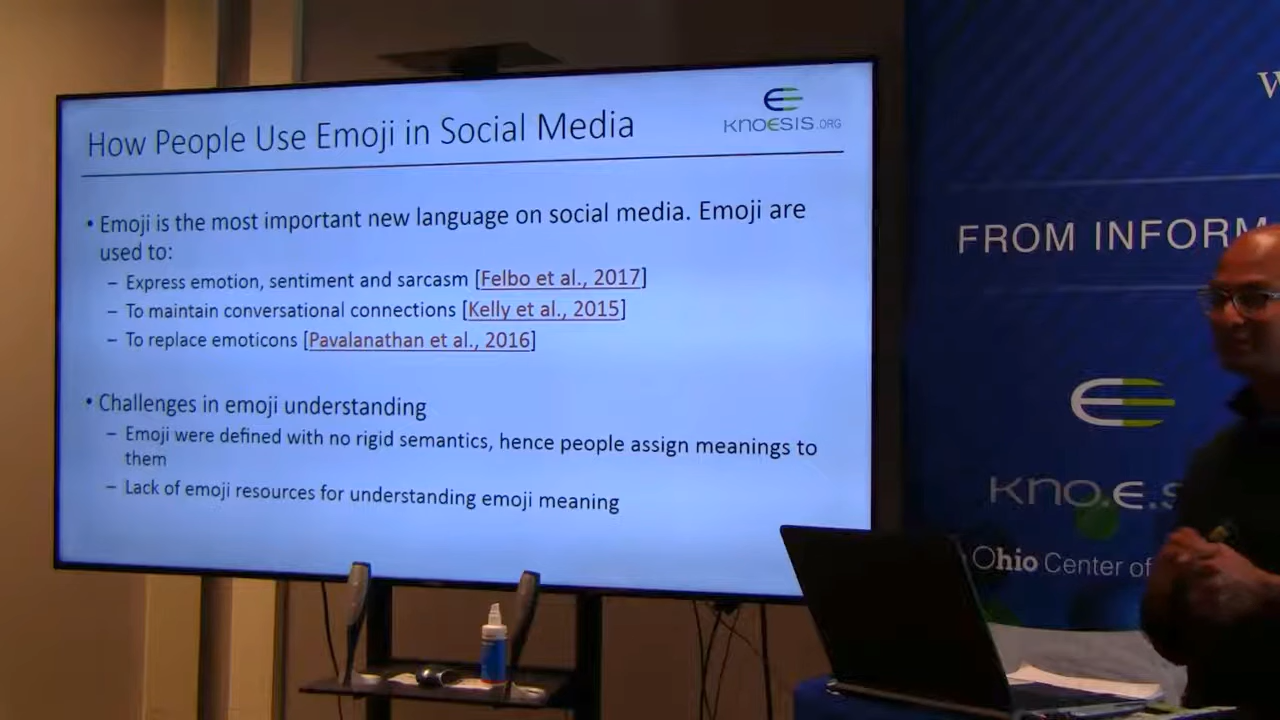 How People Use Emoji in Social Media
KNOESIS.ORG
• Emoji is the most important new language on social media. Emoji are
used to:
– Express emotion, sentiment and sarcasm [Felbo et al., 2017]
– To maintain conversational connections [Kelly et al., 2015]
– To replace emoticons [Pavalanathan et al., 2016]
• Challenges in emoji understanding
– Emoji were defined with no rigid semantics, hence people assign meanings to
them
– Lack of emoji resources for understanding emoji meaning
W
FROM INFORM
kno.e.s
Ohio Center of